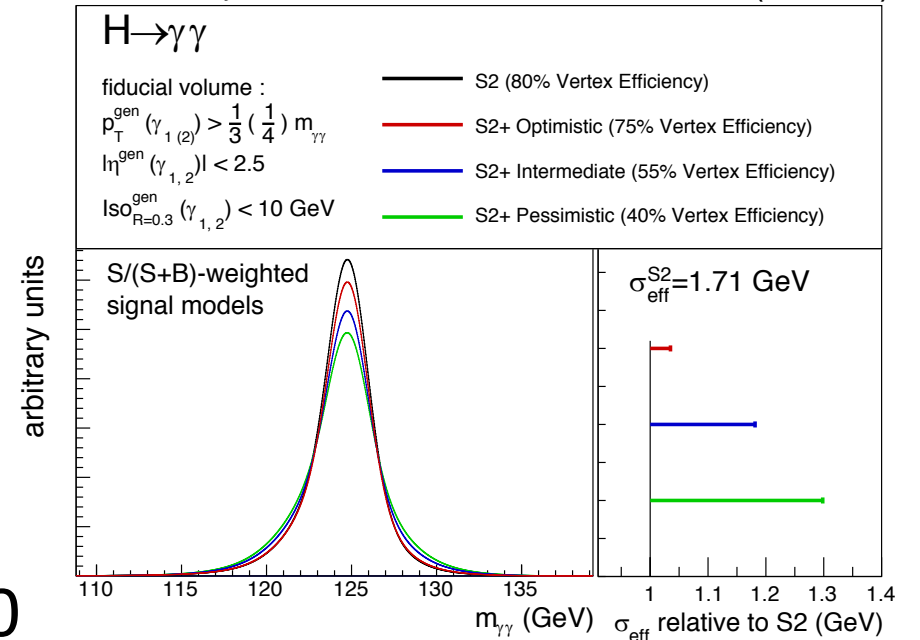 H→γγ
fiducial volume :
p_T^gen (γ_1 (2)) > 1/3 ( 1/4 ) m_γγ
|η^gen (γ_1, 2)| < 2.5
Iso_R=0.3^gen (γ_1, 2) < 10 GeV
S2 (80% Vertex Efficiency)
S2+ Optimistic (75% Vertex Efficiency)
S2+ Intermediate (55% Vertex Efficiency)
S2+ Pessimistic (40% Vertex Efficiency)
arbitrary units
S/(S+B)-weighted
signal models
110 115 120 125 130 135
m_γγ (GeV)
σ_eff^S2=1.71 GeV
1 1.1 1.2 1.3 1.4
σ_eff relative to S2 (GeV)